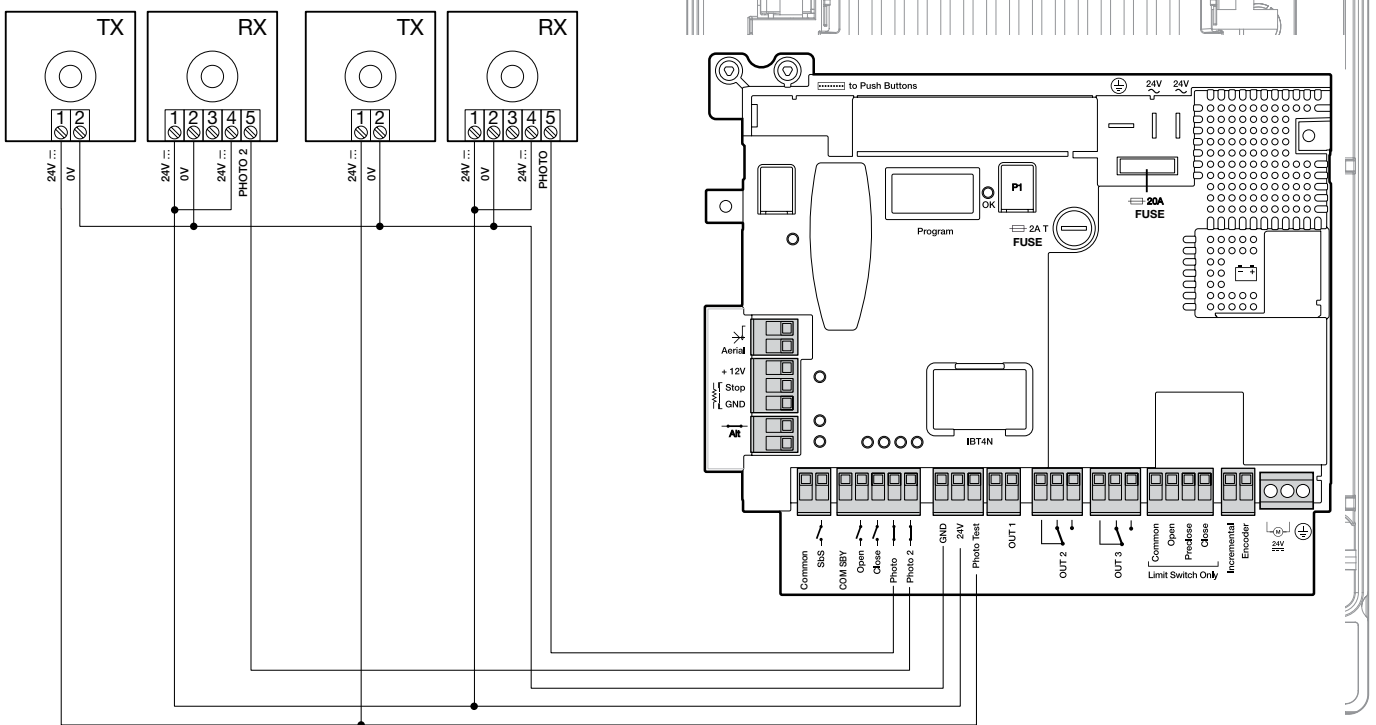 TX
RX
TX
RX
1 2
1 2 3 4 5
1 2
1 2 3 4 5
24V
0V
24V
0V
24V
PHOTO 2
24V
0V
24V
0V
24V
PHOTO
to Push Buttons
24V 24V
20A
FUSE
P1
OK
Program
2A T
FUSE
- +
Aerial
+ 12V
Stop
GND
Alt
IBT4N
Common
SbS
COM SBY
Open
Close
Photo
Photo 2
GND
24V
Photo Test
OUT 1
OUT 2
OUT 3
Common
Open
Preclose
Close
Limit Switch Only
Incremental
Encoder
M
24V